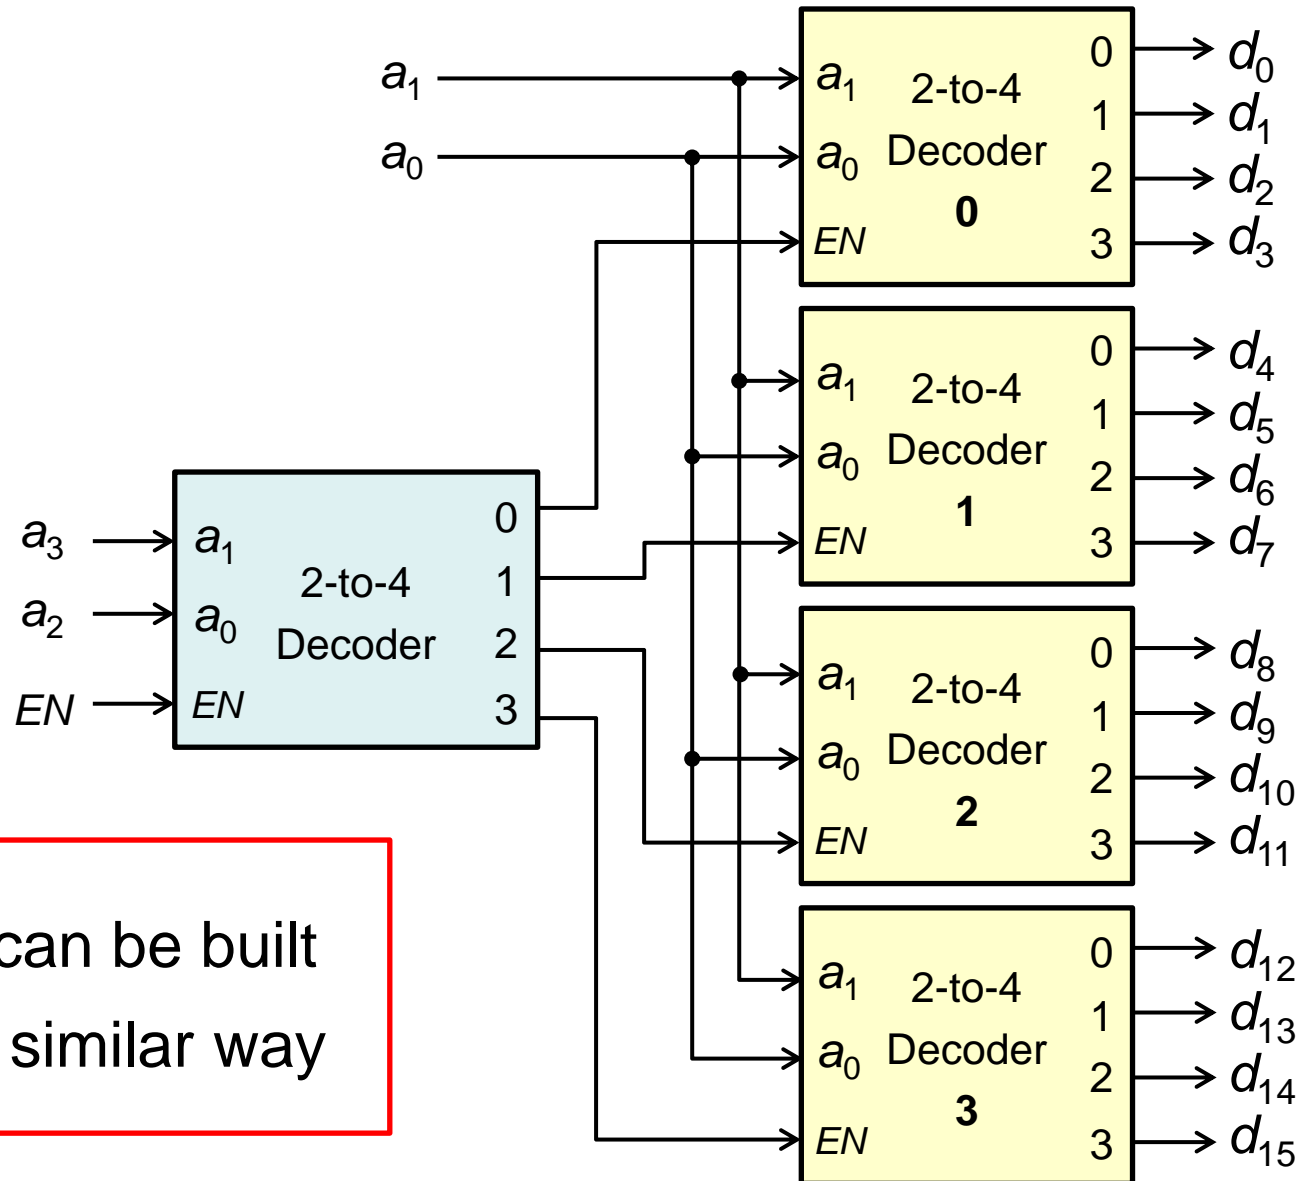 a₁
a₀
a₁ 2-to-4 0 d₀
1 d₁
a₀ Decoder 2 d₂
0
EN 3 d₃
a₁ 2-to-4 0 d₄
1 d₅
a₀ Decoder 2 d₆
1
EN 3 d₇
a₃ a₁ 0
2-to-4 1
a₂ a₀ Decoder 2
EN EN 3
a₁ 2-to-4 0 d₈
1 d₉
a₀ Decoder 2 d₁₀
2
EN 3 d₁₁
can be built
similar way
a₁ 2-to-4 0 d₁₂
1 d₁₃
a₀ Decoder 2 d₁₄
3
EN 3 d₁₅